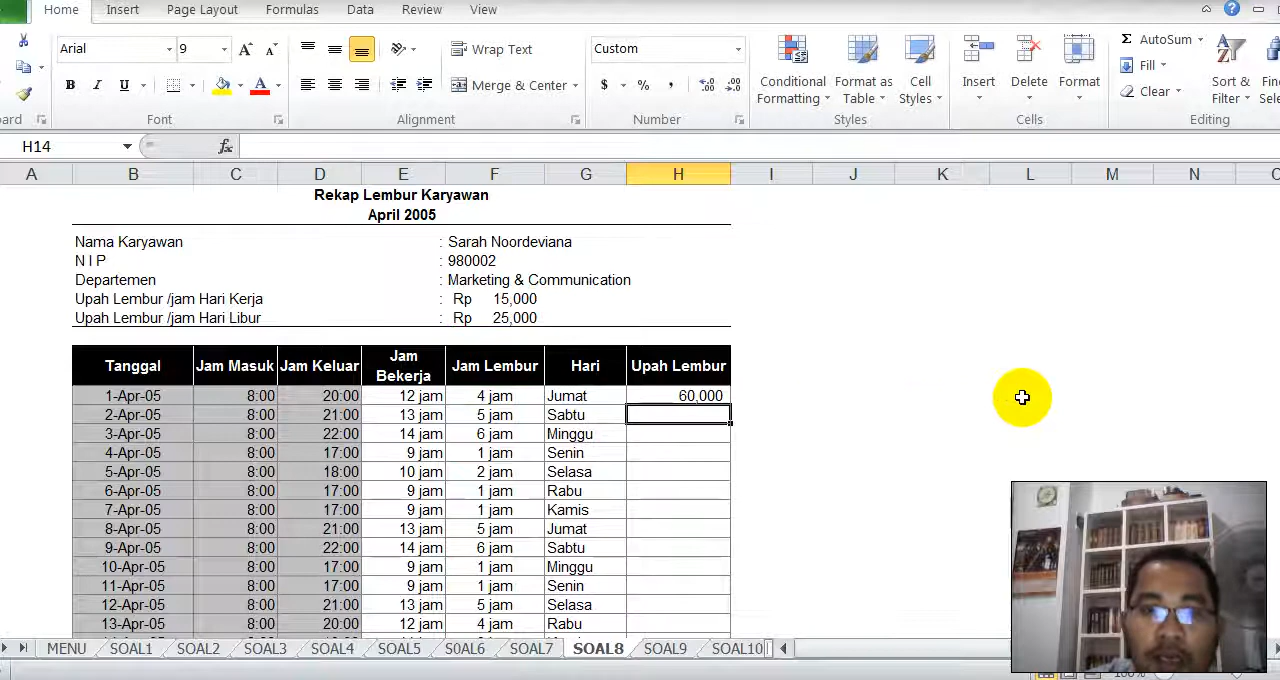 Home Insert Page Layout Formulas Data Review View
Arial 9 Wrap Text Custom AutoSum
B I U Merge & Center $ % , Conditional Formatting Format as Table Cell Styles Insert Delete Format Fill Sort & Filter
Clear
Font Alignment Number Styles Cells Editing
H14 fx
A B C D E F G H I J K L M N
Rekap Lembur Karyawan
April 2005
Nama Karyawan : Sarah Noordeviana
N I P : 980002
Departemen : Marketing & Communication
Upah Lembur /jam Hari Kerja : Rp 15,000
Upah Lembur /jam Hari Libur : Rp 25,000
Tanggal Jam Masuk Jam Keluar Jam Bekerja Jam Lembur Hari Upah Lembur
1-Apr-05 8:00 20:00 12 jam 4 jam Jumat 60,000
2-Apr-05 8:00 21:00 13 jam 5 jam Sabtu
3-Apr-05 8:00 22:00 14 jam 6 jam Minggu
4-Apr-05 8:00 17:00 9 jam 1 jam Senin
5-Apr-05 8:00 18:00 10 jam 2 jam Selasa
6-Apr-05 8:00 17:00 9 jam 1 jam Rabu
7-Apr-05 8:00 17:00 9 jam 1 jam Kamis
8-Apr-05 8:00 21:00 13 jam 5 jam Jumat
9-Apr-05 8:00 22:00 14 jam 6 jam Sabtu
10-Apr-05 8:00 17:00 9 jam 1 jam Minggu
11-Apr-05 8:00 17:00 9 jam 1 jam Senin
12-Apr-05 8:00 21:00 13 jam 5 jam Selasa
13-Apr-05 8:00 20:00 12 jam 4 jam Rabu
MENU SOAL1 SOAL2 SOAL3 SOAL4 SOAL5 S0AL6 SOAL7 SOAL8 SOAL9 SOAL10